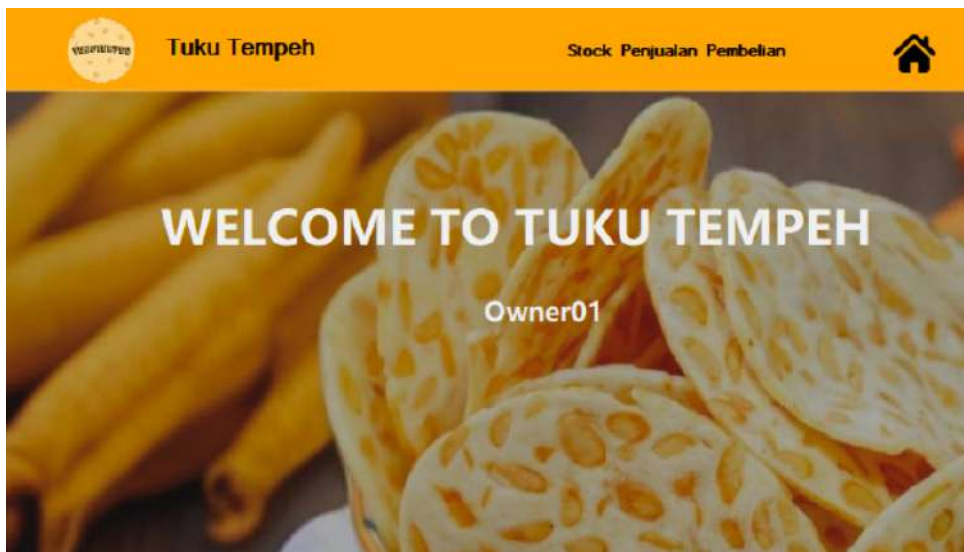 Tuku Tempeh
Stock Penjualan Pembelian
WELCOME TO TUKU TEMPEH
Owner01